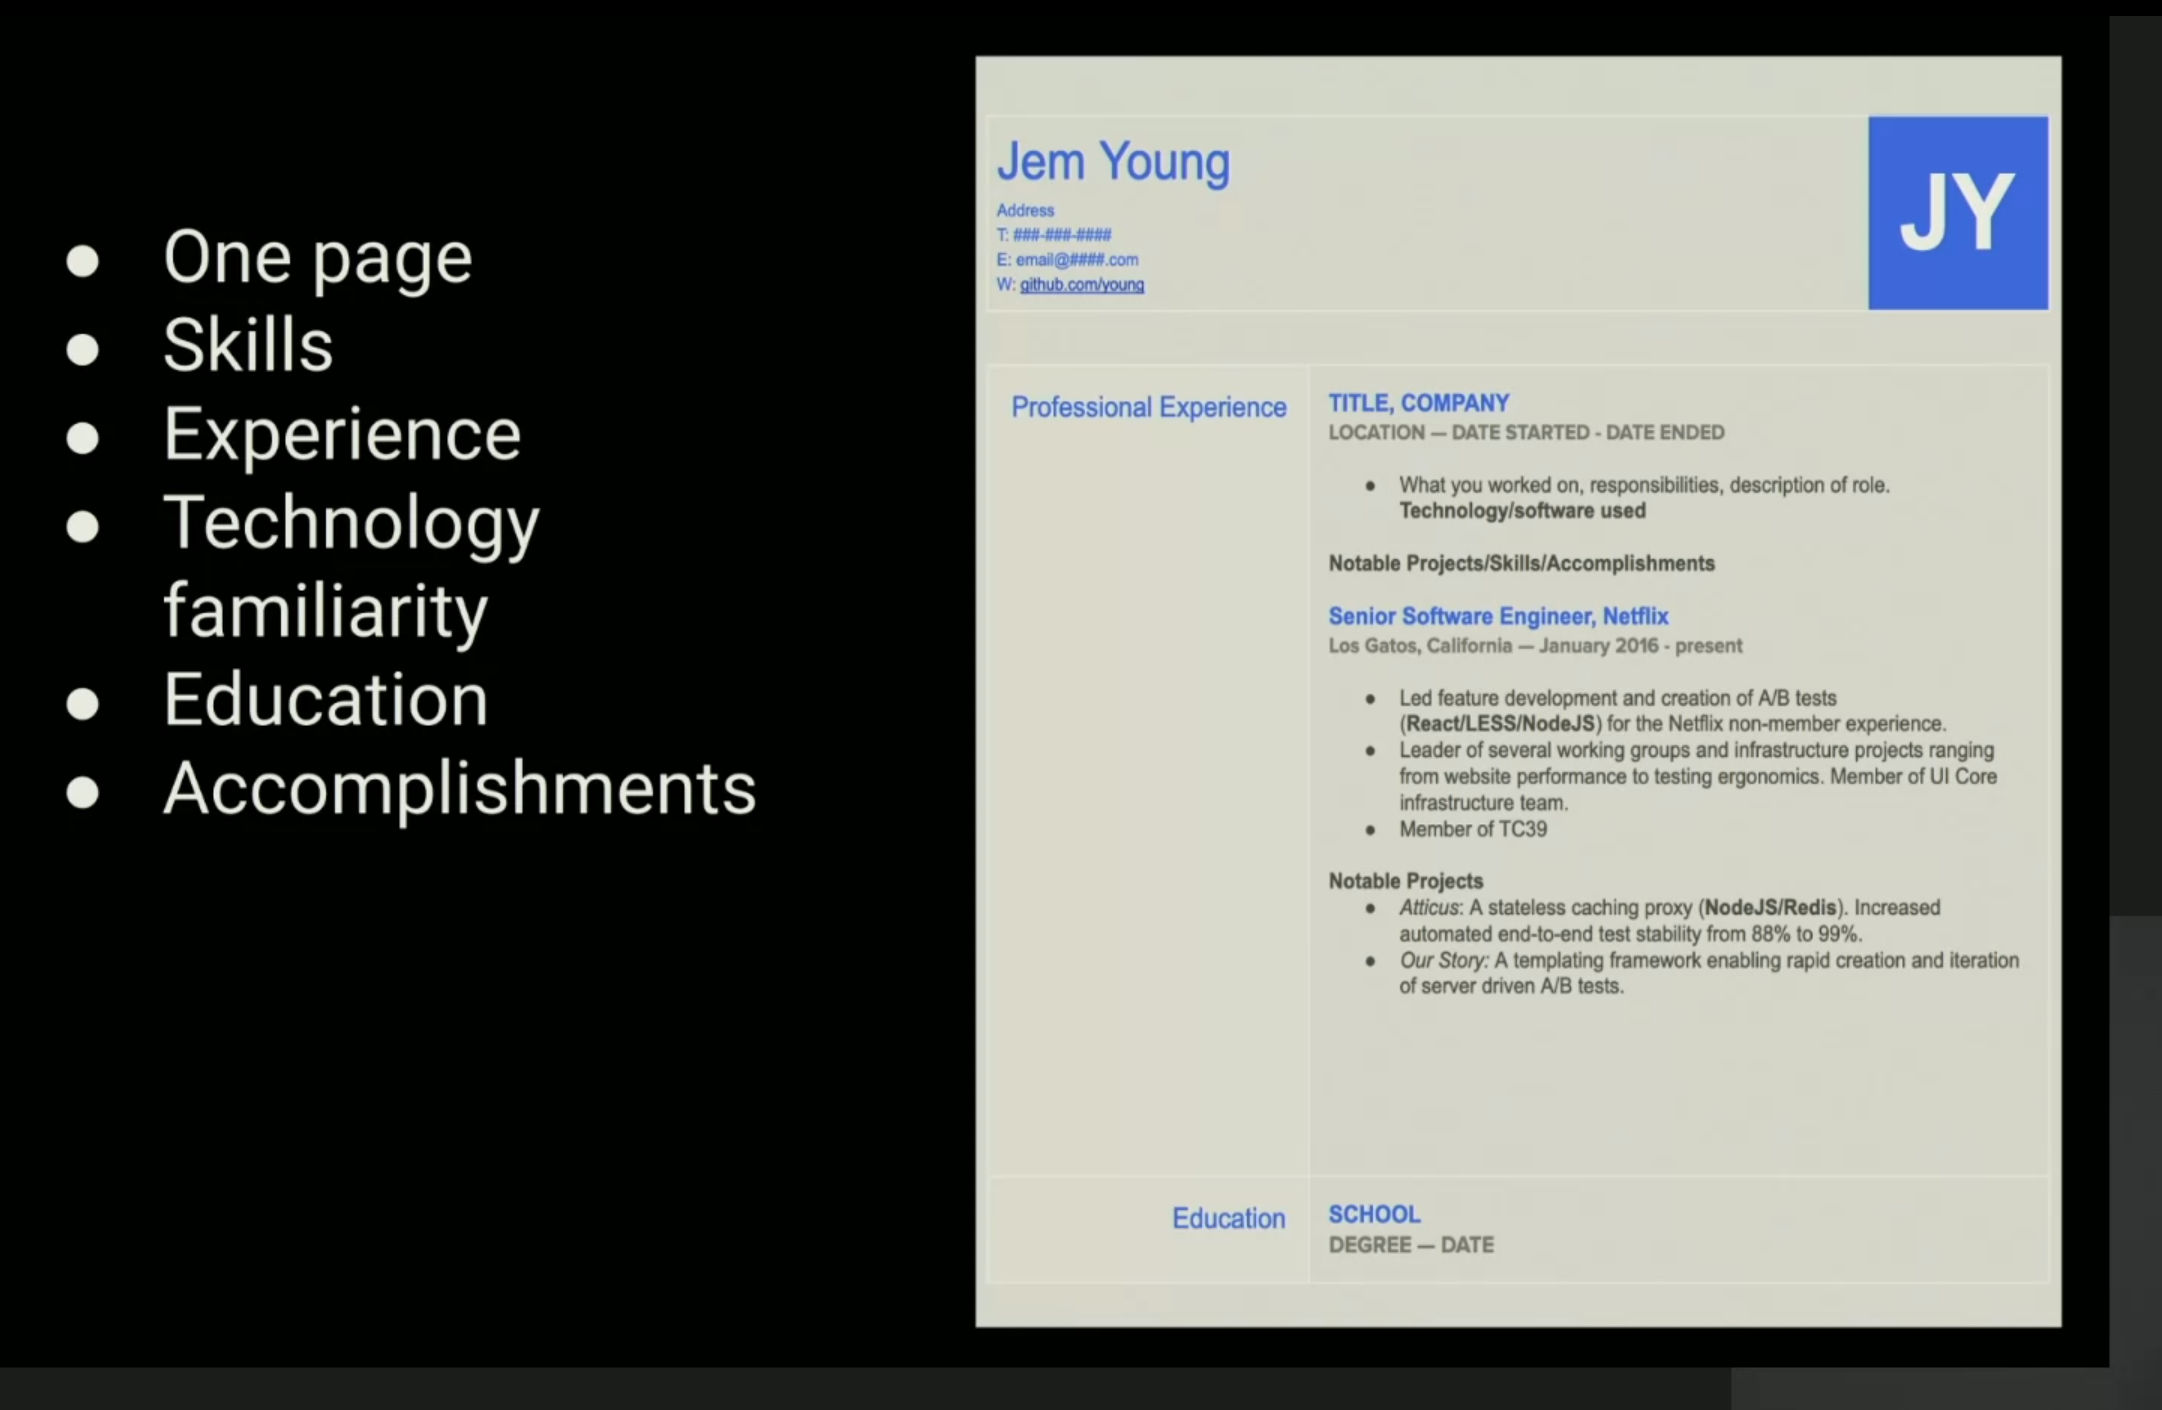 ● One page
● Skills
● Experience
● Technology
familiarity
● Education
● Accomplishments
Jem Young
Address
T: ###-###-####
E: email@####.com
W: github.com/young
JY
Professional Experience
TITLE, COMPANY
LOCATION — DATE STARTED - DATE ENDED
● What you worked on, responsibilities, description of role.
Technology/software used
Notable Projects/Skills/Accomplishments
Senior Software Engineer, Netflix
Los Gatos, California — January 2016 - present
● Led feature development and creation of A/B tests
(React/LESS/NodeJS) for the Netflix non-member experience.
● Leader of several working groups and infrastructure projects ranging
from website performance to testing ergonomics. Member of UI Core
infrastructure team.
● Member of TC39
Notable Projects
● Atticus: A stateless caching proxy (NodeJS/Redis). Increased
automated end-to-end test stability from 88% to 99%.
● Our Story: A templating framework enabling rapid creation and iteration
of server driven A/B tests.
Education
SCHOOL
DEGREE — DATE